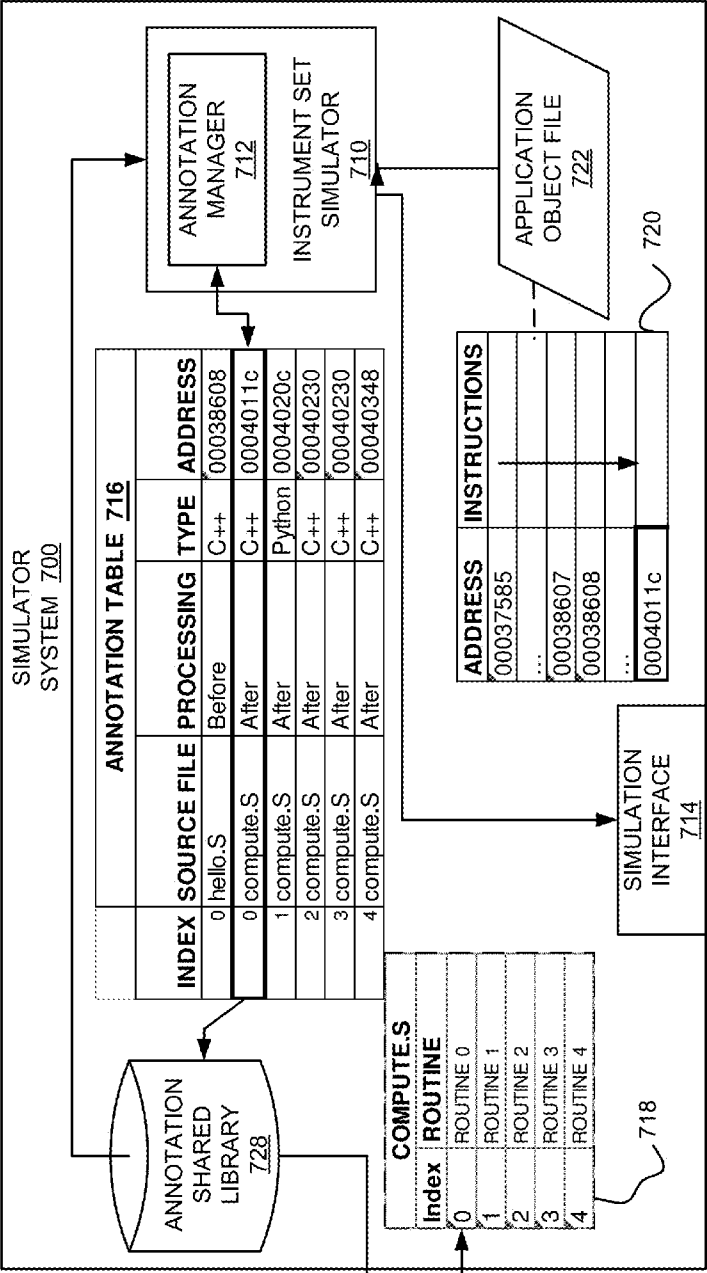 SIMULATOR
SYSTEM 700
ANNOTATION
SHARED
LIBRARY
728
ANNOTATION TABLE 716
INDEX SOURCE FILE PROCESSING TYPE ADDRESS
0 hello.S Before C++ 00038608
0 compute.S After C++ 0004011c
1 compute.S After Python 0004020c
2 compute.S After C++ 00040230
3 compute.S After C++ 00040230
4 compute.S After C++ 00040348
ANNOTATION
MANAGER
712
INSTRUMENT SET
SIMULATOR
710
COMPUTE.S
Index ROUTINE
0 ROUTINE 0
1 ROUTINE 1
2 ROUTINE 2
3 ROUTINE 3
4 ROUTINE 4
718
SIMULATION
INTERFACE
714
ADDRESS INSTRUCTIONS
00037585
...
00038607
00038608
...
0004011c
720
APPLICATION
OBJECT FILE
722